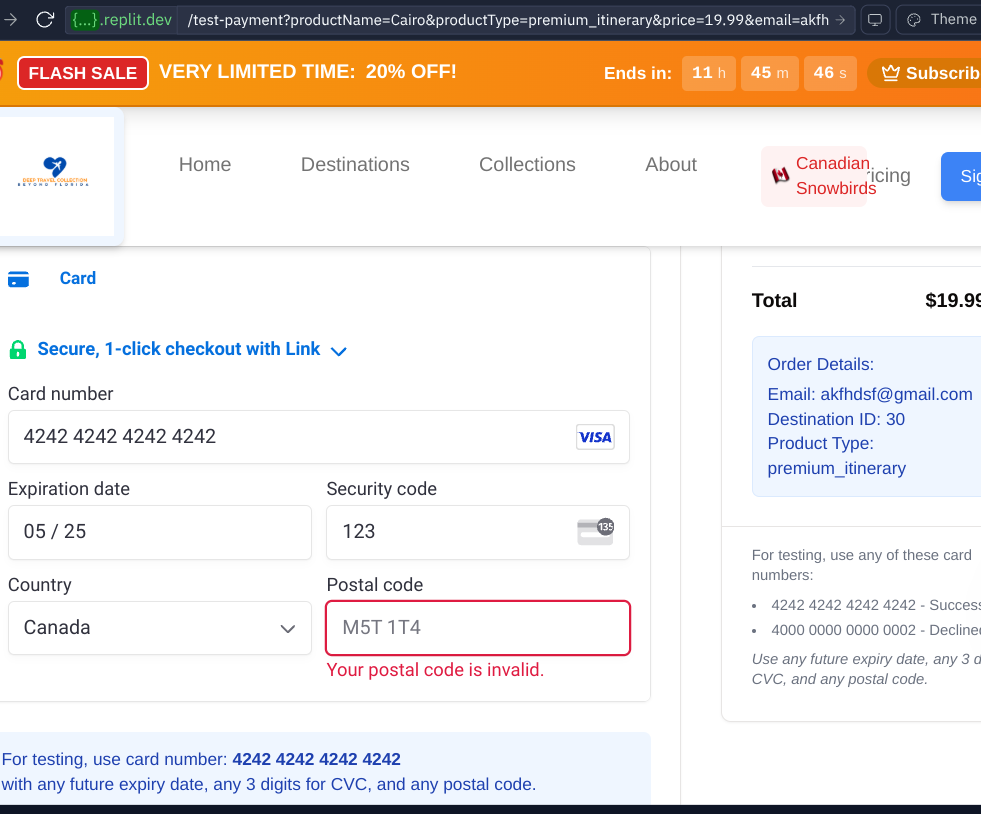 {...}.replit.dev /test-payment?productName=Cairo&productType=premium_itinerary&price=19.99&email=akfh
Theme
FLASH SALE VERY LIMITED TIME: 20% OFF! Ends in: 11 h 45 m 46 s Subscrib
DEEP TRAVEL COLLECTION
BEYOND FLORIDA
Home Destinations Collections About Canadian Snowbirds ricing Sig
Card
Secure, 1-click checkout with Link
Card number
4242 4242 4242 4242 VISA
Expiration date Security code
05 / 25 123 135
Country Postal code
Canada M5T 1T4
Your postal code is invalid.
For testing, use card number: 4242 4242 4242 4242
with any future expiry date, any 3 digits for CVC, and any postal code.
Total $19.99
Order Details:
Email: akfhdsf@gmail.com
Destination ID: 30
Product Type:
premium_itinerary
For testing, use any of these card
numbers:
• 4242 4242 4242 4242 - Success
• 4000 0000 0000 0002 - Declined
Use any future expiry date, any 3 d
CVC, and any postal code.